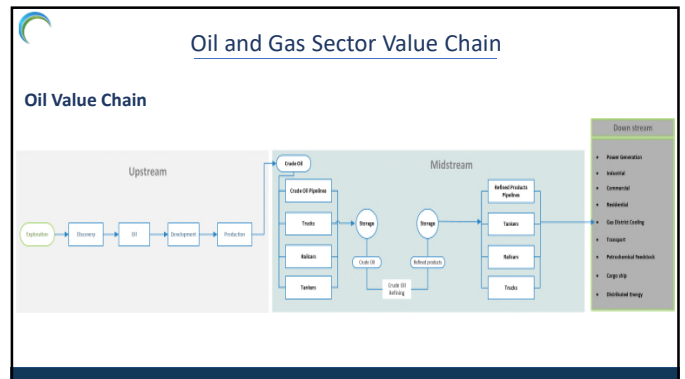 Oil and Gas Sector Value Chain
Oil Value Chain
Upstream
Exploration
Discovery
Oil
Development
Production
Midstream
Crude Oil
Crude Oil Pipelines
Trucks
Railcars
Tankers
Storage
Crude Oil
Crude Oil
Refining
Storage
Refined products
Refined Products
Pipelines
Tankers
Railcars
Trucks
Down stream
• Power Generation
• Industrial
• Commercial
• Residential
• Gas District Cooling
• Transport
• Petrochemical Feedstock
• Cargo ship
• Distributed Energy